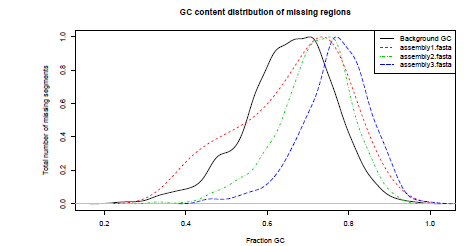 GC content distribution of missing regions
Background GC
assembly1.fasta
assembly2.fasta
assembly3.fasta
Total number of missing segments
1.0
0.8
0.6
0.4
0.2
0.0
0.2 0.4 0.6 0.8 1.0
Fraction GC